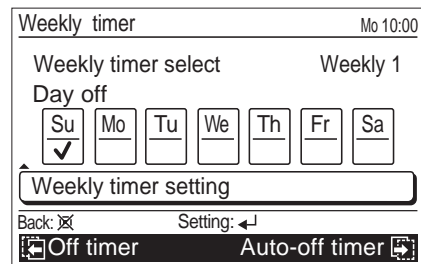 Weekly timer Mo 10:00
Weekly timer select Weekly 1
Day off
Su Mo Tu We Th Fr Sa
Weekly timer setting
Back: Setting:
Off timer Auto-off timer